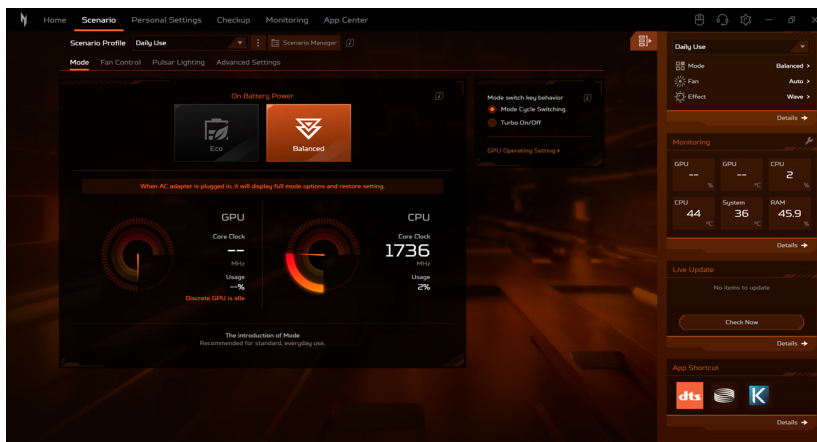 Home Scenario Personal Settings Checkup Monitoring App Center
Scenario Profile Daily Use Scenario Manager
Mode Fan Control Pulsar Lighting Advanced Settings
On Battery Power
Eco
Balanced
When AC adapter is plugged in, it will display full mode options and restore setting.
GPU
Core Clock
--
MHz
Usage
--%
Discrete GPU is idle
CPU
Core Clock
1736
MHz
Usage
2%
The introduction of Mode
Recommended for standard, everyday use.
Mode switch key behavior
Mode Cycle Switching
Turbo On/Off
GPU Operating Setting >
Daily Use
Mode Balanced >
Fan Auto >
Effect Wave >
Details →
Monitoring
GPU
--
%
GPU
--
°C
CPU
2
%
CPU
44
°C
System
36
°C
RAM
45.9
%
Details →
Live Update
No items to update
Check Now
Details →
App Shortcut
dts
K
Details →